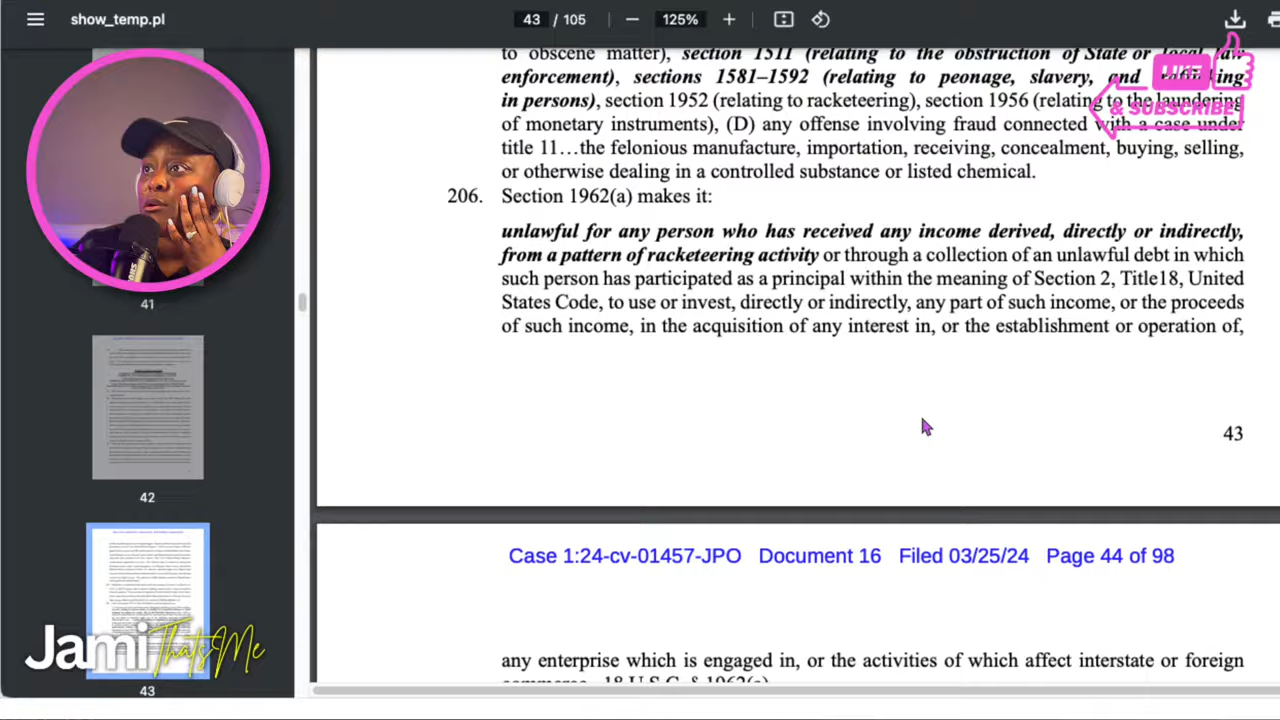 show_temp.pl
43 / 105
125%
to obscene matter), section 1511 (relating to the obstruction of State or local law
LIKE
enforcement), sections 1581–1592 (relating to peonage, slavery, and trafficking
in persons), section 1952 (relating to racketeering), section 1956 (relating to the laundering
& SUBSCRIBE
of monetary instruments), (D) any offense involving fraud connected with a case under
title 11…the felonious manufacture, importation, receiving, concealment, buying, selling,
or otherwise dealing in a controlled substance or listed chemical.
206. Section 1962(a) makes it:
unlawful for any person who has received any income derived, directly or indirectly,
from a pattern of racketeering activity or through a collection of an unlawful debt in which
such person has participated as a principal within the meaning of Section 2, Title18, United
States Code, to use or invest, directly or indirectly, any part of such income, or the proceeds
of such income, in the acquisition of any interest in, or the establishment or operation of,
43
41
42
43
Case 1:24-cv-01457-JPO Document 16 Filed 03/25/24 Page 44 of 98
any enterprise which is engaged in, or the activities of which affect interstate or foreign
commerce. 18 U.S.C. § 1962(a)
Jami ThatsMe